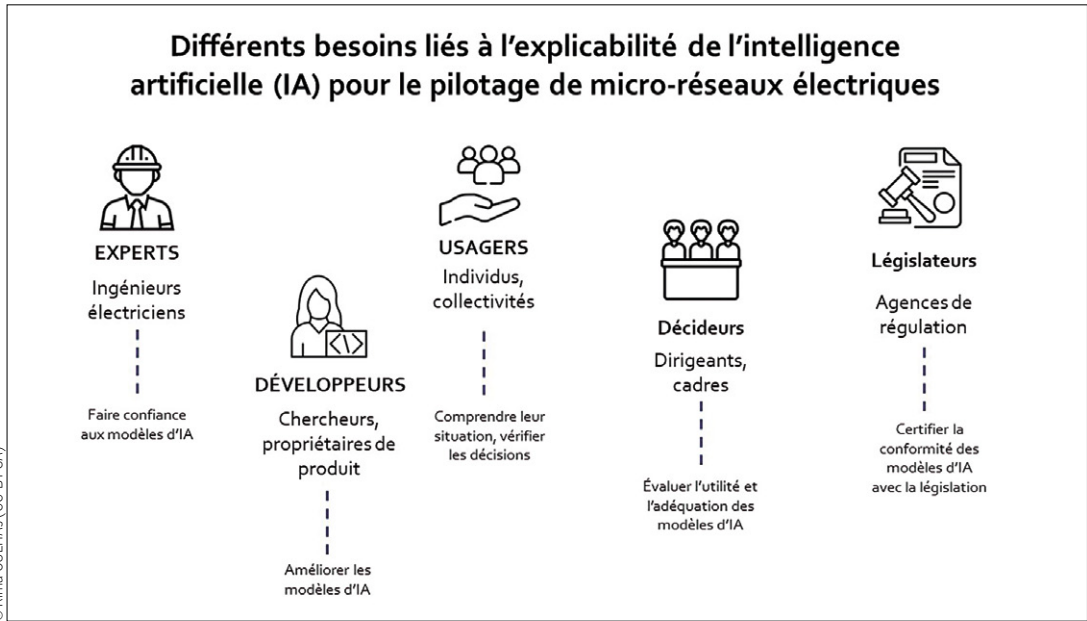 Différents besoins liés à l'explicabilité de l'intelligence
artificielle (IA) pour le pilotage de micro-réseaux électriques
EXPERTS
Ingénieurs
électriciens
Faire confiance
aux modèles d'IA
DÉVELOPPEURS
Chercheurs,
propriétaires de
produit
Améliorer les
modèles d'IA
USAGERS
Individus,
collectivités
Comprendre leur
situation, vérifier
les décisions
Décideurs
Dirigeants,
cadres
Évaluer l'utilité et
l'adéquation des
modèles d'IA
Législateurs
Agences de
régulation
Certifier la
conformité des
modèles d'IA
avec la législation